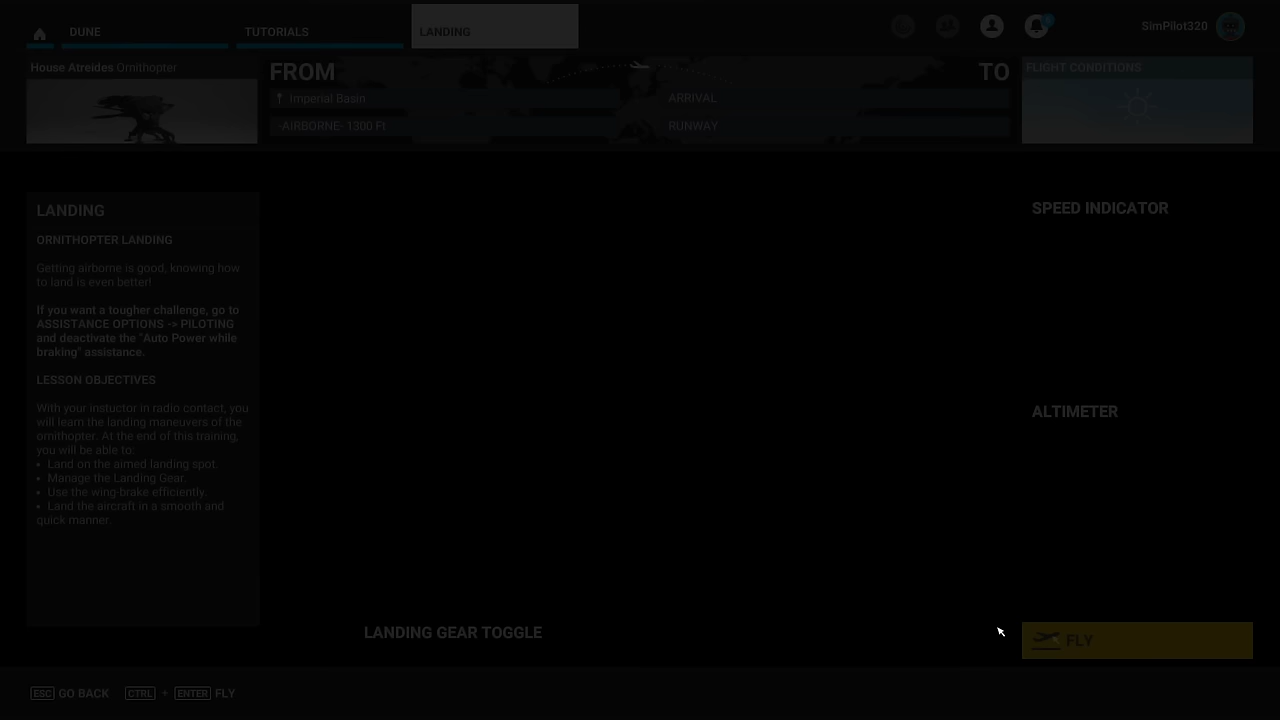 DUNE
TUTORIALS
LANDING
SimPilot320
House Atreides Ornithopter
FROM
TO
Imperial Basin
ARRIVAL
-AIRBORNE- 1300 Ft
RUNWAY
FLIGHT CONDITIONS
LANDING
ORNITHOPTER LANDING
Getting airborne is good, knowing how
to land is even better!
If you want a tougher challenge, go to
ASSISTANCE OPTIONS -> PILOTING
and deactivate the "Auto Power while
braking" assistance.
LESSON OBJECTIVES
With your instuctor in radio contact, you
will learn the landing maneuvers of the
ornithopter. At the end of this training,
you will be able to:
• Land on the aimed landing spot.
• Manage the Landing Gear.
• Use the wing-brake efficiently.
• Land the aircraft in a smooth and
quick manner.
SPEED INDICATOR
ALTIMETER
LANDING GEAR TOGGLE
FLY
ESC GO BACK CTRL + ENTER FLY